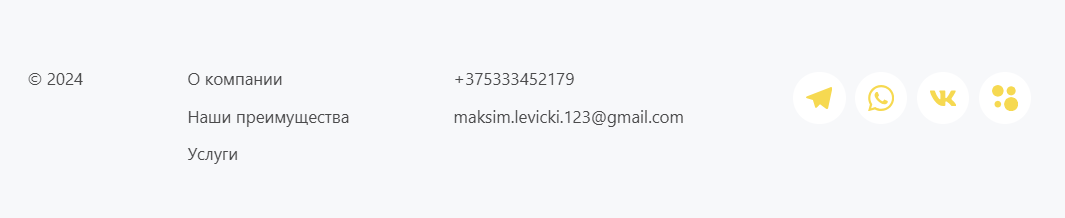 © 2024
О компании
Наши преимущества
Услуги
+375333452179
maksim.levicki.123@gmail.com